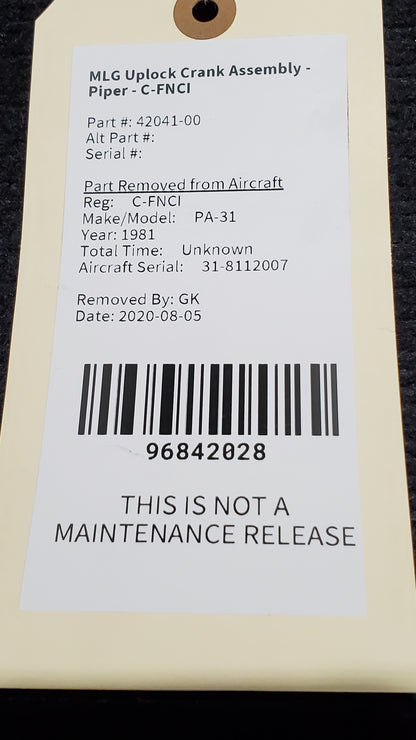 MLG Uplock Crank Assembly -
Piper - C-FNCI
Part #: 42041-00
Alt Part #:
Serial #:
Part Removed from Aircraft
Reg: C-FNCI
Make/Model: PA-31
Year: 1981
Total Time: Unknown
Aircraft Serial: 31-8112007
Removed By: GK
Date: 2020-08-05
96842028
THIS IS NOT A
MAINTENANCE RELEASE